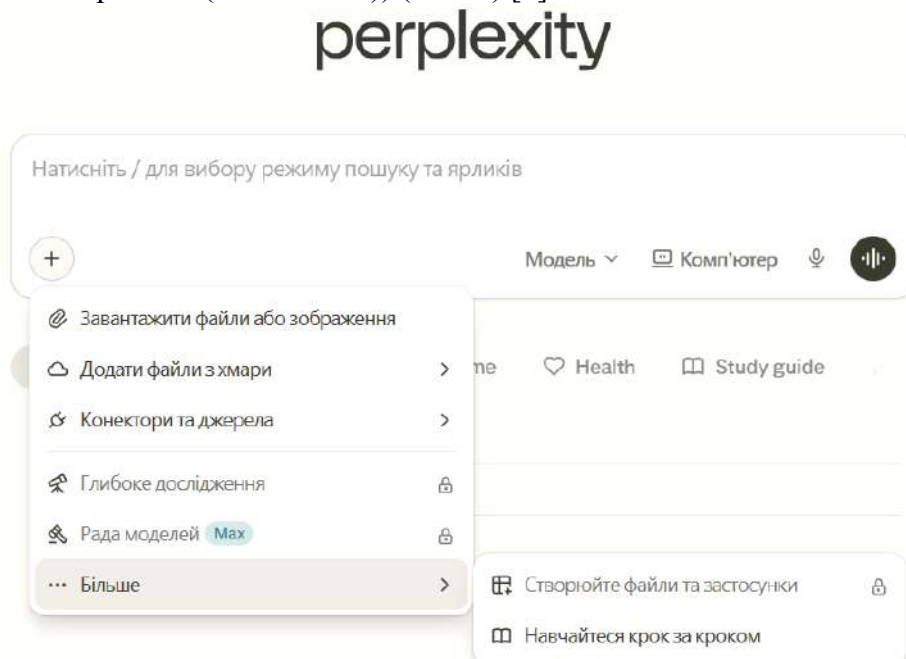 perplexity
Натисніть / для вибору режиму пошуку та ярликів
+
Модель
Комп'ютер
Завантажити файли або зображення
Додати файли з хмари
Конектори та джерела
Глибоке дослідження
Рада моделей Max
Більше
me
Health
Study guide
Створюйте файли та застосунки
Навчайтеся крок за кроком